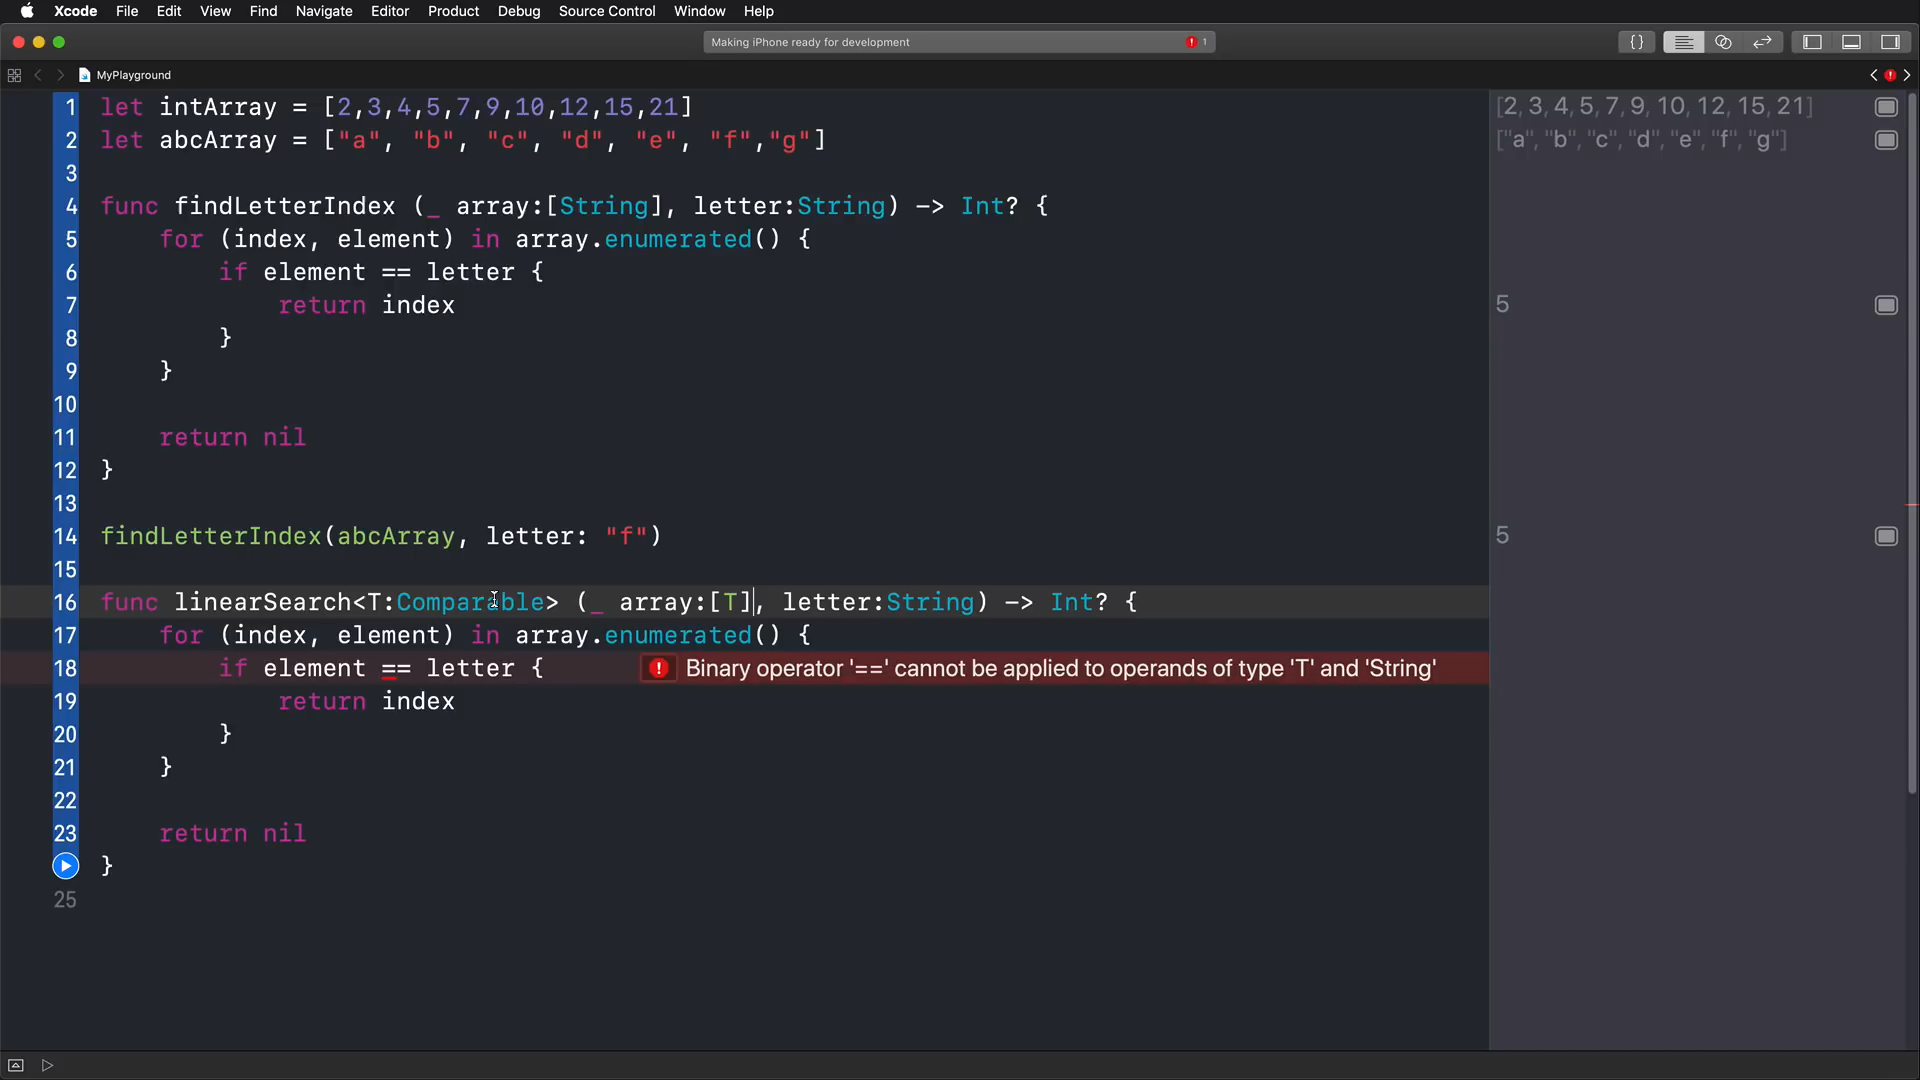 Xcode File Edit View Find Navigate Editor Product Debug Source Control Window Help
Making iPhone ready for development 1
{}
MyPlayground
1 let intArray = [2,3,4,5,7,9,10,12,15,21] [2, 3, 4, 5, 7, 9, 10, 12, 15, 21]
2 let abcArray = ["a", "b", "c", "d", "e", "f","g"] ["a", "b", "c", "d", "e", "f", "g"]
3
4 func findLetterIndex (_ array:[String], letter:String) -> Int? {
5 for (index, element) in array.enumerated() {
6 if element == letter {
7 return index 5
8 }
9 }
10
11 return nil
12 }
13
14 findLetterIndex(abcArray, letter: "f") 5
15
16 func linearSearch<T:Comparable> (_ array:[T], letter:String) -> Int? {
17 for (index, element) in array.enumerated() {
18 if element == letter { Binary operator '==' cannot be applied to operands of type 'T' and 'String'
19 return index
20 }
21 }
22
23 return nil
}
25